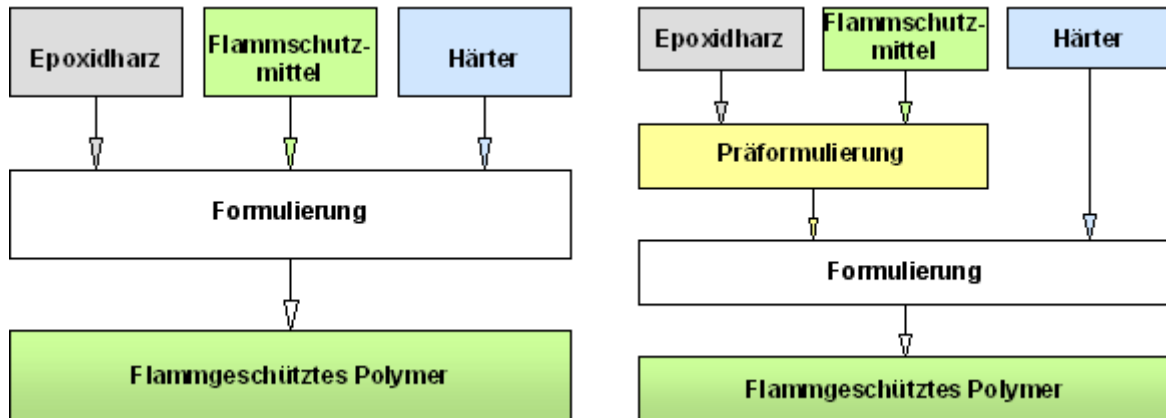 Epoxidharz
Flammschutz-
mittel
Härter
Formulierung
Flammgeschütztes Polymer
Epoxidharz
Flammschutz-
mittel
Härter
Präformulierung
Formulierung
Flammgeschütztes Polymer